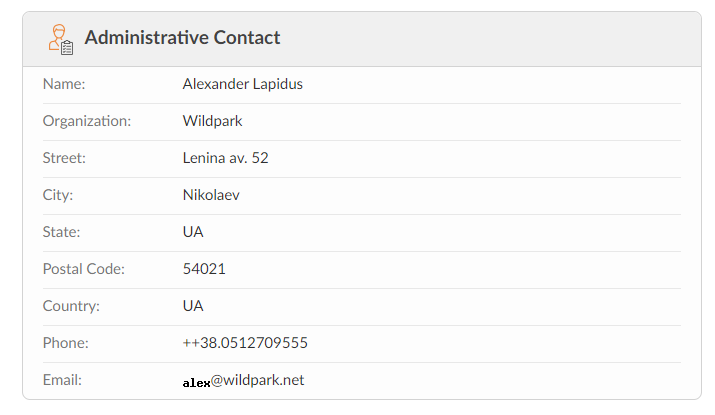 Administrative Contact
Name: Alexander Lapidus
Organization: Wildpark
Street: Lenina av. 52
City: Nikolaev
State: UA
Postal Code: 54021
Country: UA
Phone: ++38.0512709555
Email: alex@wildpark.net